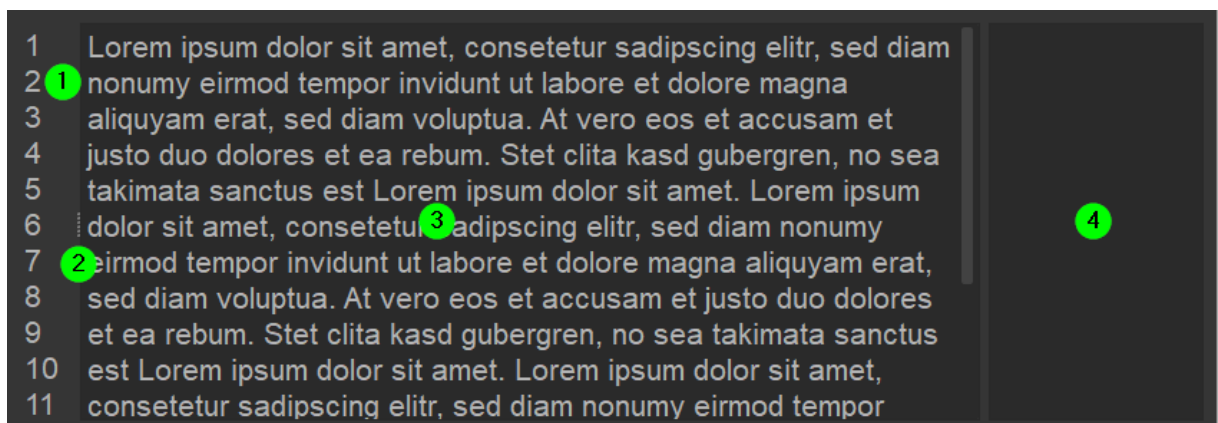 1 Lorem ipsum dolor sit amet, consetetur sadipscing elitr, sed diam
2 1 nonumy eirmod tempor invidunt ut labore et dolore magna
3 aliquyam erat, sed diam voluptua. At vero eos et accusam et
4 justo duo dolores et ea rebum. Stet clita kasd gubergren, no sea
5 takimata sanctus est Lorem ipsum dolor sit amet. Lorem ipsum
6 dolor sit amet, consetetu 3 adipscing elitr, sed diam nonumy 4
7 2 eirmod tempor invidunt ut labore et dolore magna aliquyam erat,
8 sed diam voluptua. At vero eos et accusam et justo duo dolores
9 et ea rebum. Stet clita kasd gubergren, no sea takimata sanctus
10 est Lorem ipsum dolor sit amet. Lorem ipsum dolor sit amet,
11 consetetur sadipscing elitr, sed diam nonumy eirmod tempor